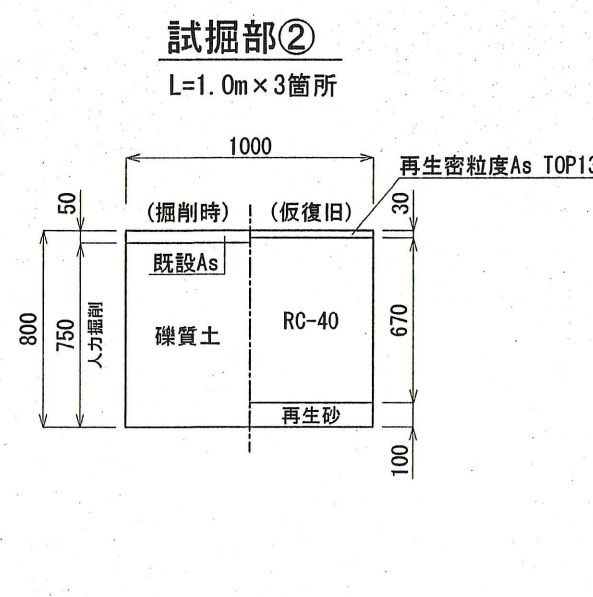 試掘部②
L=1.0m×3箇所
1000
再生密粒度As TOP13
50
(掘削時)
(仮復旧)
30
既設As
800
750
人力掘削
礫質土
RC-40
670
再生砂
100